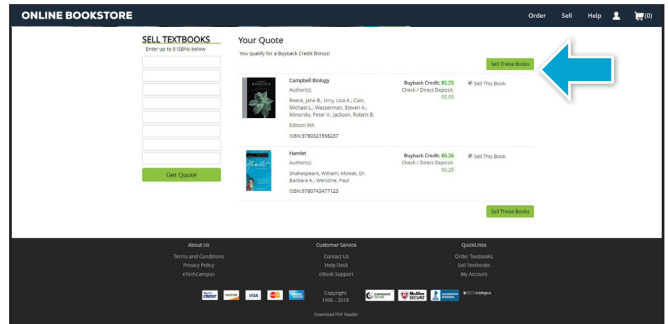 ONLINE BOOKSTORE
Order Sell Help (0)
SELL TEXTBOOKS
Enter up to 8 ISBNs below:
Get Quote
Your Quote
You qualify for a Buyback Credit Bonus!
Sell These Books
Campbell Biology
Author(s):
Reece, Jane B.; Urry, Lisa A.; Cain,
Michael L.; Wasserman, Steven A.;
Minorsky, Peter V.; Jackson, Robert B.
Edition 9th
ISBN:9780321558237
Buyback Credit: $5.25
Check / Direct Deposit:
$5.00
Sell This Book
Hamlet
Author(s):
Shakespeare, William; Mowat, Dr.
Barbara A.; Werstine, Paul
ISBN:9780743477123
Buyback Credit: $0.26
Check / Direct Deposit:
$0.25
Sell This Book
Sell These Books
About Us
Terms and Conditions
Privacy Policy
eTechCampus
Customer Service
Contact Us
Help Desk
eBook Support
QuickLinks
Order Textbooks
Sell Textbooks
My Account
CREDIT
VISA
Copyright
1995 - 2018
McAfee
SECURE
Download PDF Reader